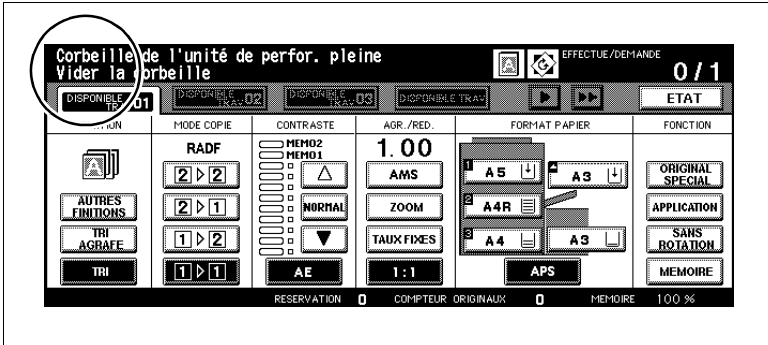 Corbeille de l'unité de perfor. pleine
Vider la corbeille
EFFECTUE/DEMANDE
0/1
DISPONIBLE TRAV 01
DISPONIBLE TRAV 02
DISPONIBLE TRAV 03
DISPONIBLE TRAV
ETAT
MODE COPIE
CONTRASTE
AGR./RED.
FORMAT PAPIER
FONCTION
RADF
MEMO2
MEMO1
1.00
2 2
AMS
1 A5
A3
ORIGINAL SPECIAL
AUTRES FINITIONS
2 1
NORMAL
ZOOM
2 A4R
APPLICATION
TRI AGRAFE
1 2
TAUX FIXES
3 A4
A3
SANS ROTATION
TRI
1 1
AE
1:1
APS
MEMOIRE
RESERVATION 0 COMPTEUR ORIGINAUX 0 MEMOIRE 100 %